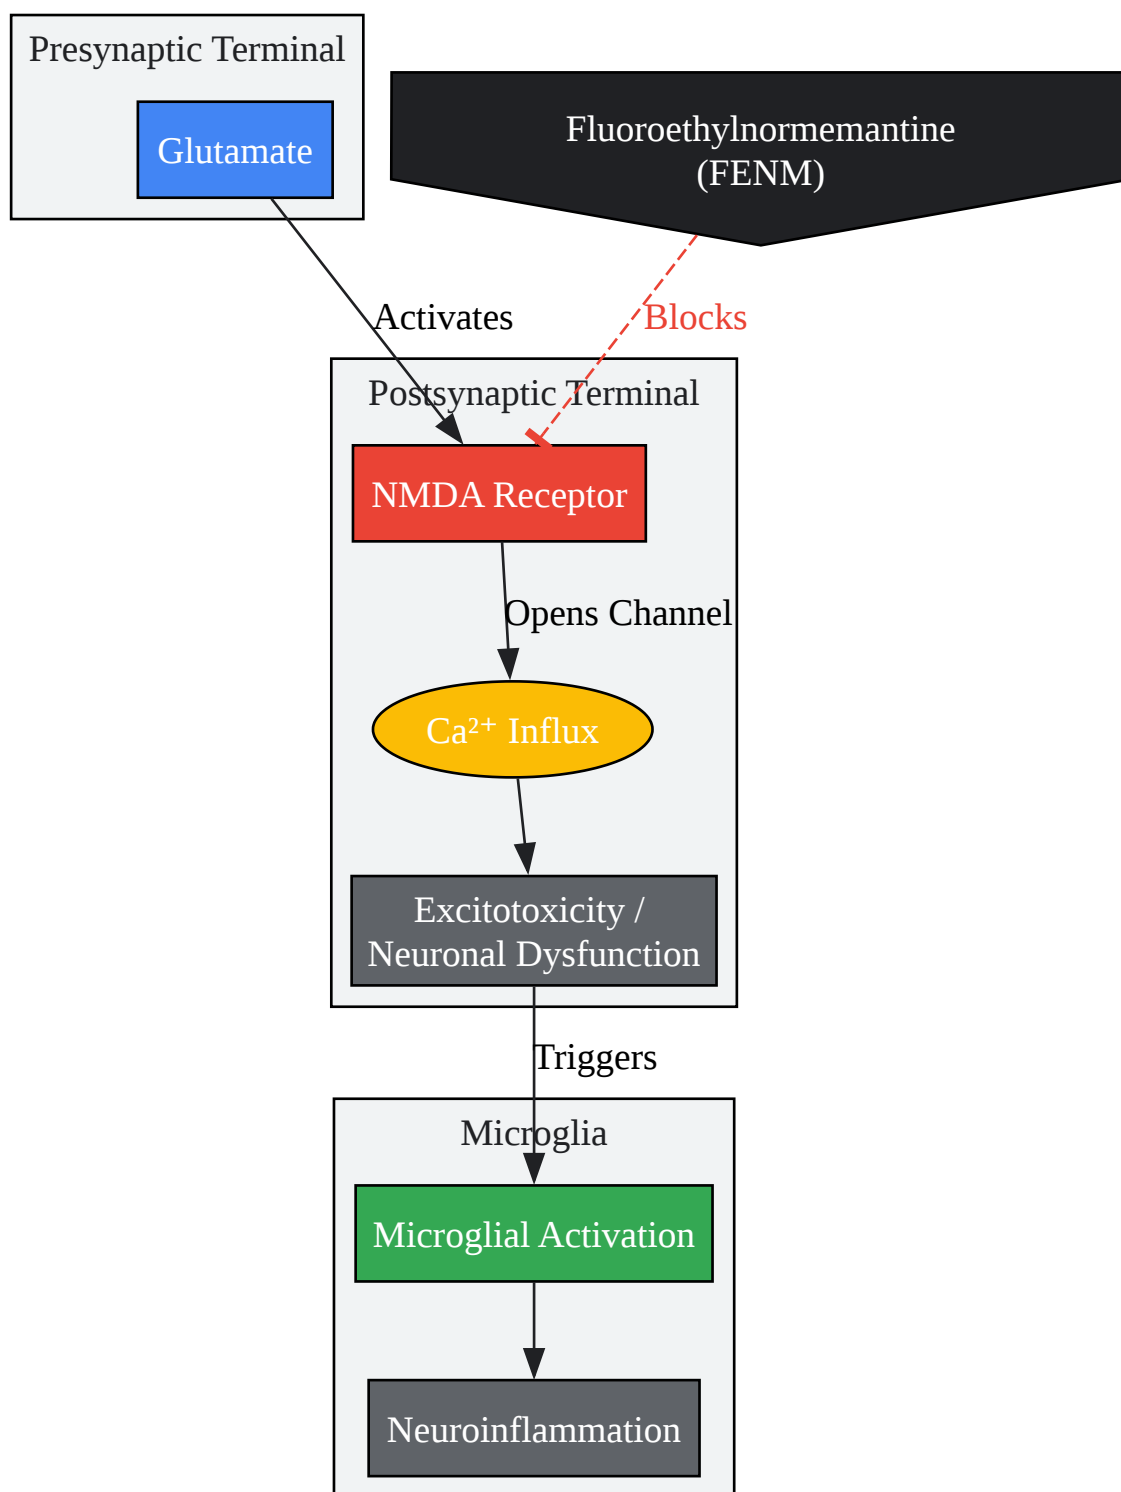 Presynaptic Terminal
Glutamate
Fluoroethylnormemantine
(FENM)
Activates
Blocks
Postsynaptic Terminal
NMDA Receptor
Opens Channel
Ca²⁺ Influx
Excitotoxicity /
Neuronal Dysfunction
Triggers
Microglia
Microglial Activation
Neuroinflammation